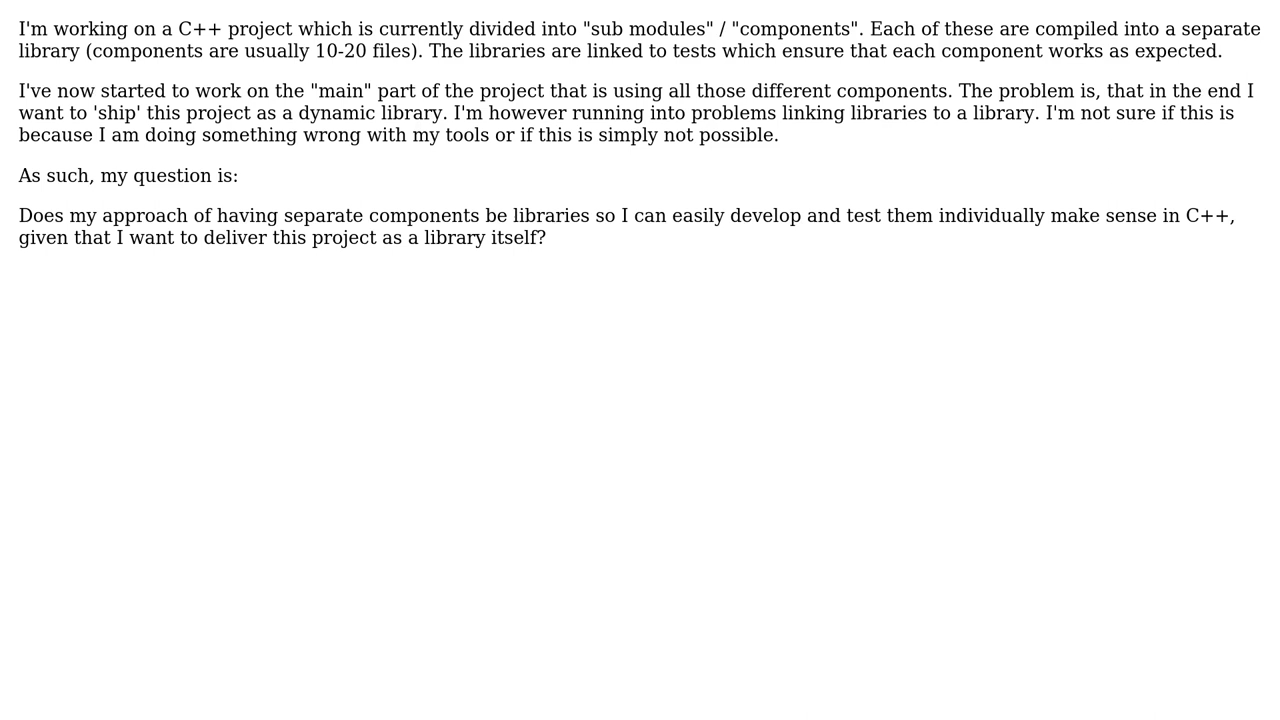 I'm working on a C++ project which is currently divided into "sub modules" / "components". Each of these are compiled into a separate
library (components are usually 10-20 files). The libraries are linked to tests which ensure that each component works as expected.
I've now started to work on the "main" part of the project that is using all those different components. The problem is, that in the end I
want to 'ship' this project as a dynamic library. I'm however running into problems linking libraries to a library. I'm not sure if this is
because I am doing something wrong with my tools or if this is simply not possible.
As such, my question is:
Does my approach of having separate components be libraries so I can easily develop and test them individually make sense in C++,
given that I want to deliver this project as a library itself?